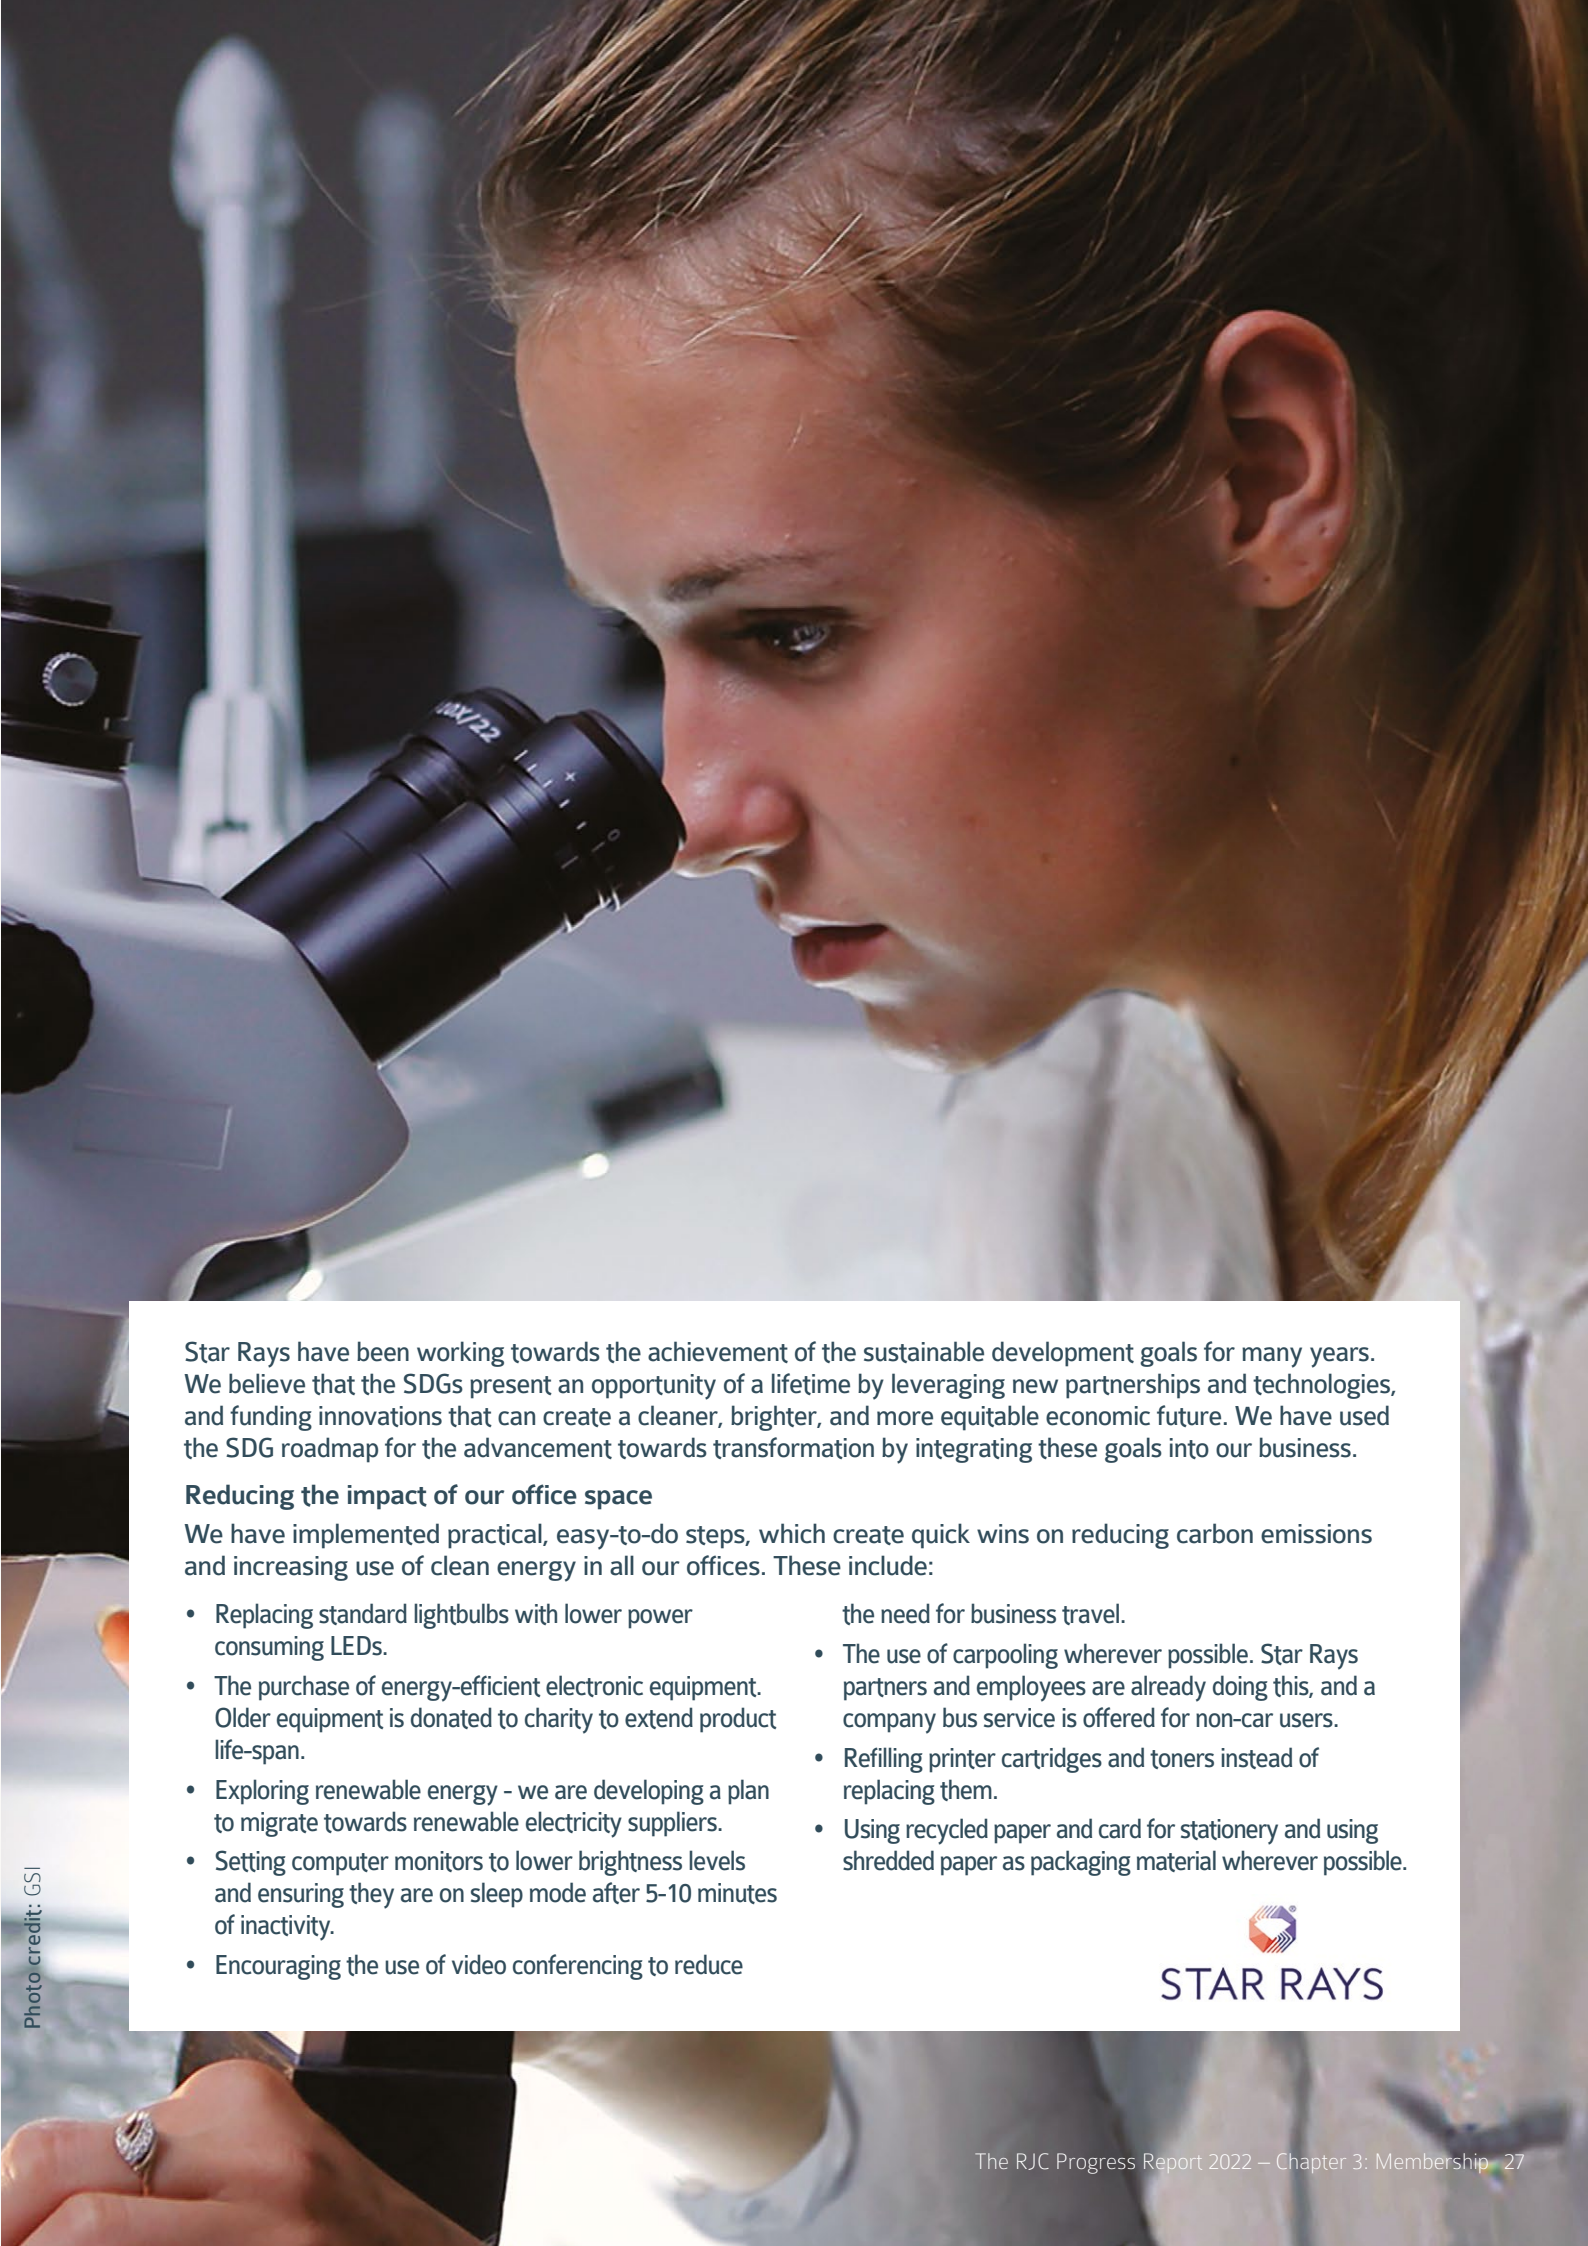 10X/22
+
0
Star Rays have been working towards the achievement of the sustainable development goals for many years.
We believe that the SDGs present an opportunity of a lifetime by leveraging new partnerships and technologies,
and funding innovations that can create a cleaner, brighter, and more equitable economic future. We have used
the SDG roadmap for the advancement towards transformation by integrating these goals into our business.
Reducing the impact of our office space
We have implemented practical, easy-to-do steps, which create quick wins on reducing carbon emissions
and increasing use of clean energy in all our offices. These include:
• Replacing standard lightbulbs with lower power
consuming LEDs.
• The purchase of energy-efficient electronic equipment.
Older equipment is donated to charity to extend product
life-span.
• Exploring renewable energy - we are developing a plan
to migrate towards renewable electricity suppliers.
• Setting computer monitors to lower brightness levels
and ensuring they are on sleep mode after 5-10 minutes
of inactivity.
• Encouraging the use of video conferencing to reduce
the need for business travel.
• The use of carpooling wherever possible. Star Rays
partners and employees are already doing this, and a
company bus service is offered for non-car users.
• Refilling printer cartridges and toners instead of
replacing them.
• Using recycled paper and card for stationery and using
shredded paper as packaging material wherever possible.
®
STAR RAYS
Photo credit: GSI
The RJC Progress Report 2022 – Chapter 3: Membership 27